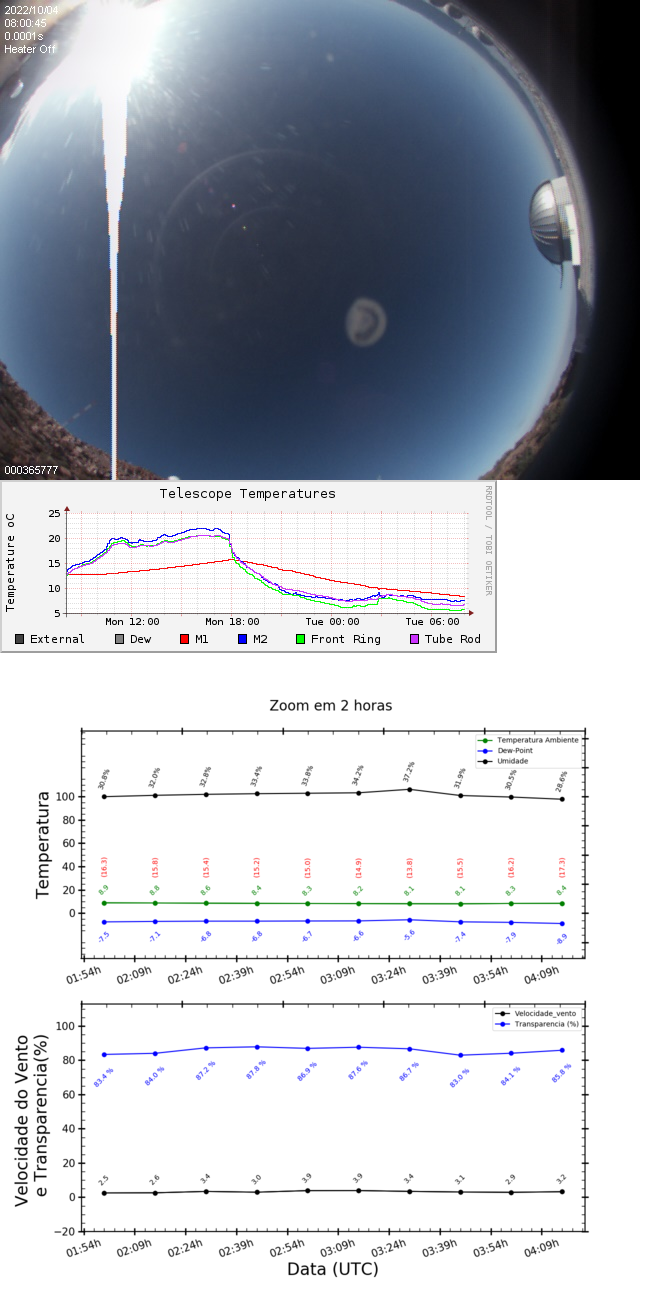 2022/10/04
08:00:45
0.0001s
Heater Off
000365777
Telescope Temperatures
RRDTOOL / TOBI OETIKER
Temperature oC
25
20
15
10
5
Mon 12:00 Mon 18:00 Tue 00:00 Tue 06:00
External Dew M1 M2 Front Ring Tube Rod
Zoom em 2 horas
Temperatura Ambiente
Dew-Point
Umidade
Temperatura
100
80
60
40
20
0
30.8% 32.0% 32.8% 33.4% 33.8% 34.2% 37.2% 31.9% 30.5% 28.6%
(16.3) (15.8) (15.4) (15.2) (15.0) (14.9) (13.8) (15.5) (16.2) (17.3)
8.9 8.8 8.6 8.4 8.3 8.2 8.1 8.1 8.3 8.4
-7.5 -7.1 -6.8 -6.8 -6.7 -6.6 -5.6 -7.4 -7.9 -8.9
01:54h 02:09h 02:24h 02:39h 02:54h 03:09h 03:24h 03:39h 03:54h 04:09h
Velocidade_vento
Transparencia (%)
Velocidade do Vento
e Transparencia(%)
100
80
60
40
20
0
−20
83.4 % 84.0 % 87.2 % 87.8 % 86.9 % 87.6 % 86.7 % 83.0 % 84.1 % 85.8 %
2.5 2.6 3.4 3.0 3.9 3.9 3.4 3.1 2.9 3.2
01:54h 02:09h 02:24h 02:39h 02:54h 03:09h 03:24h 03:39h 03:54h 04:09h
Data (UTC)